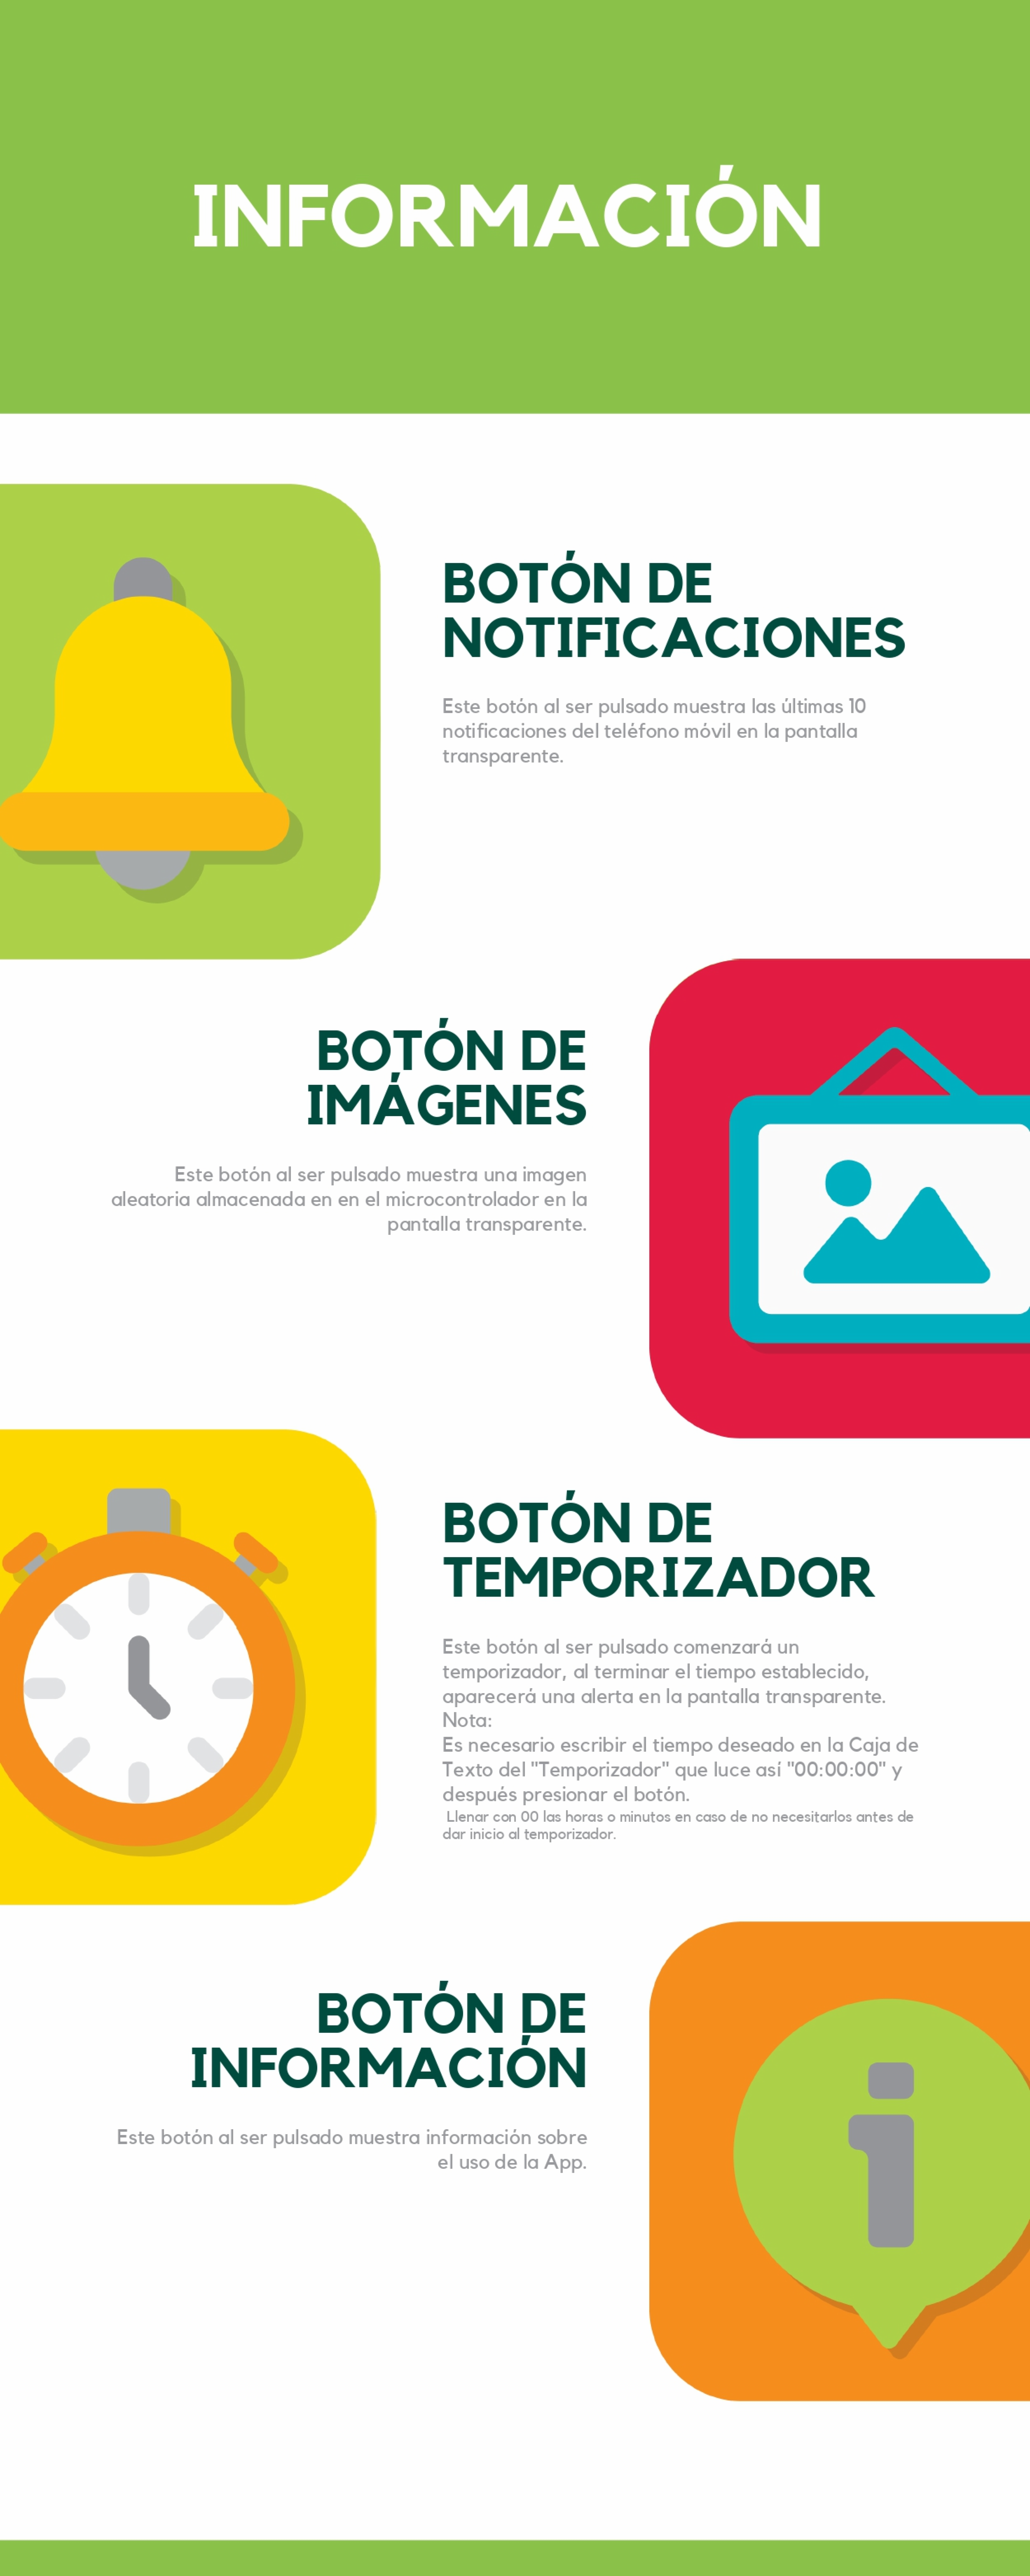 INFORMACIÓN
BOTÓN DE
NOTIFICACIONES
Este botón al ser pulsado muestra las últimas 10
notificaciones del teléfono móvil en la pantalla
transparente.
BOTÓN DE
IMÁGENES
Este botón al ser pulsado muestra una imagen
aleatoria almacenada en en el microcontrolador en la
pantalla transparente.
BOTÓN DE
TEMPORIZADOR
Este botón al ser pulsado comenzará un
temporizador, al terminar el tiempo establecido,
aparecerá una alerta en la pantalla transparente.
Nota:
Es necesario escribir el tiempo deseado en la Caja de
Texto del "Temporizador" que luce así "00:00:00" y
después presionar el botón.
Llenar con 00 las horas o minutos en caso de no necesitarlos antes de
dar inicio al temporizador.
BOTÓN DE
INFORMACIÓN
Este botón al ser pulsado muestra información sobre
el uso de la App.